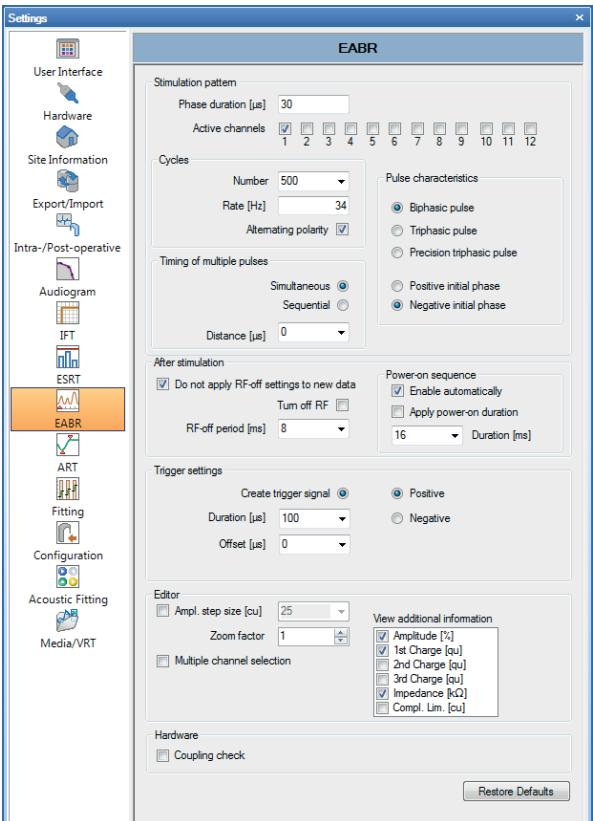 Settings
×
User Interface
Hardware
Site Information
Export/Import
Intra-/Post-operative
Audiogram
IFT
ESRT
EABR
ART
Fitting
Configuration
Acoustic Fitting
Media/VRT
EABR
Stimulation pattern
Phase duration [µs] 30
Active channels
1 2 3 4 5 6 7 8 9 10 11 12
Cycles
Number 500
Rate [Hz] 34
Alternating polarity
Timing of multiple pulses
Simultaneous
Sequential
Distance [µs] 0
Pulse characteristics
Biphasic pulse
Triphasic pulse
Precision triphasic pulse
Positive initial phase
Negative initial phase
After stimulation
Do not apply RF-off settings to new data
Turn off RF
RF-off period [ms] 8
Power-on sequence
Enable automatically
Apply power-on duration
16 Duration [ms]
Trigger settings
Create trigger signal
Duration [µs] 100
Offset [µs] 0
Positive
Negative
Editor
Ampl. step size [cu] 25
Zoom factor 1
Multiple channel selection
View additional information
Amplitude [%]
1st Charge [qu]
2nd Charge [qu]
3rd Charge [qu]
Impedance [kΩ]
Compl. Lim. [cu]
Hardware
Coupling check
Restore Defaults